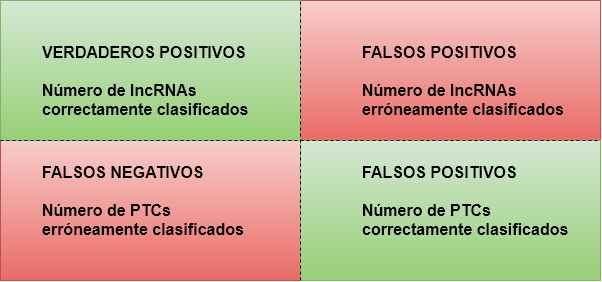 VERDADEROS POSITIVOS
Número de lncRNAs
correctamente clasificados
FALSOS POSITIVOS
Número de lncRNAs
erróneamente clasificados
FALSOS NEGATIVOS
Número de PTCs
erróneamente clasificados
FALSOS POSITIVOS
Número de PTCs
correctamente clasificados